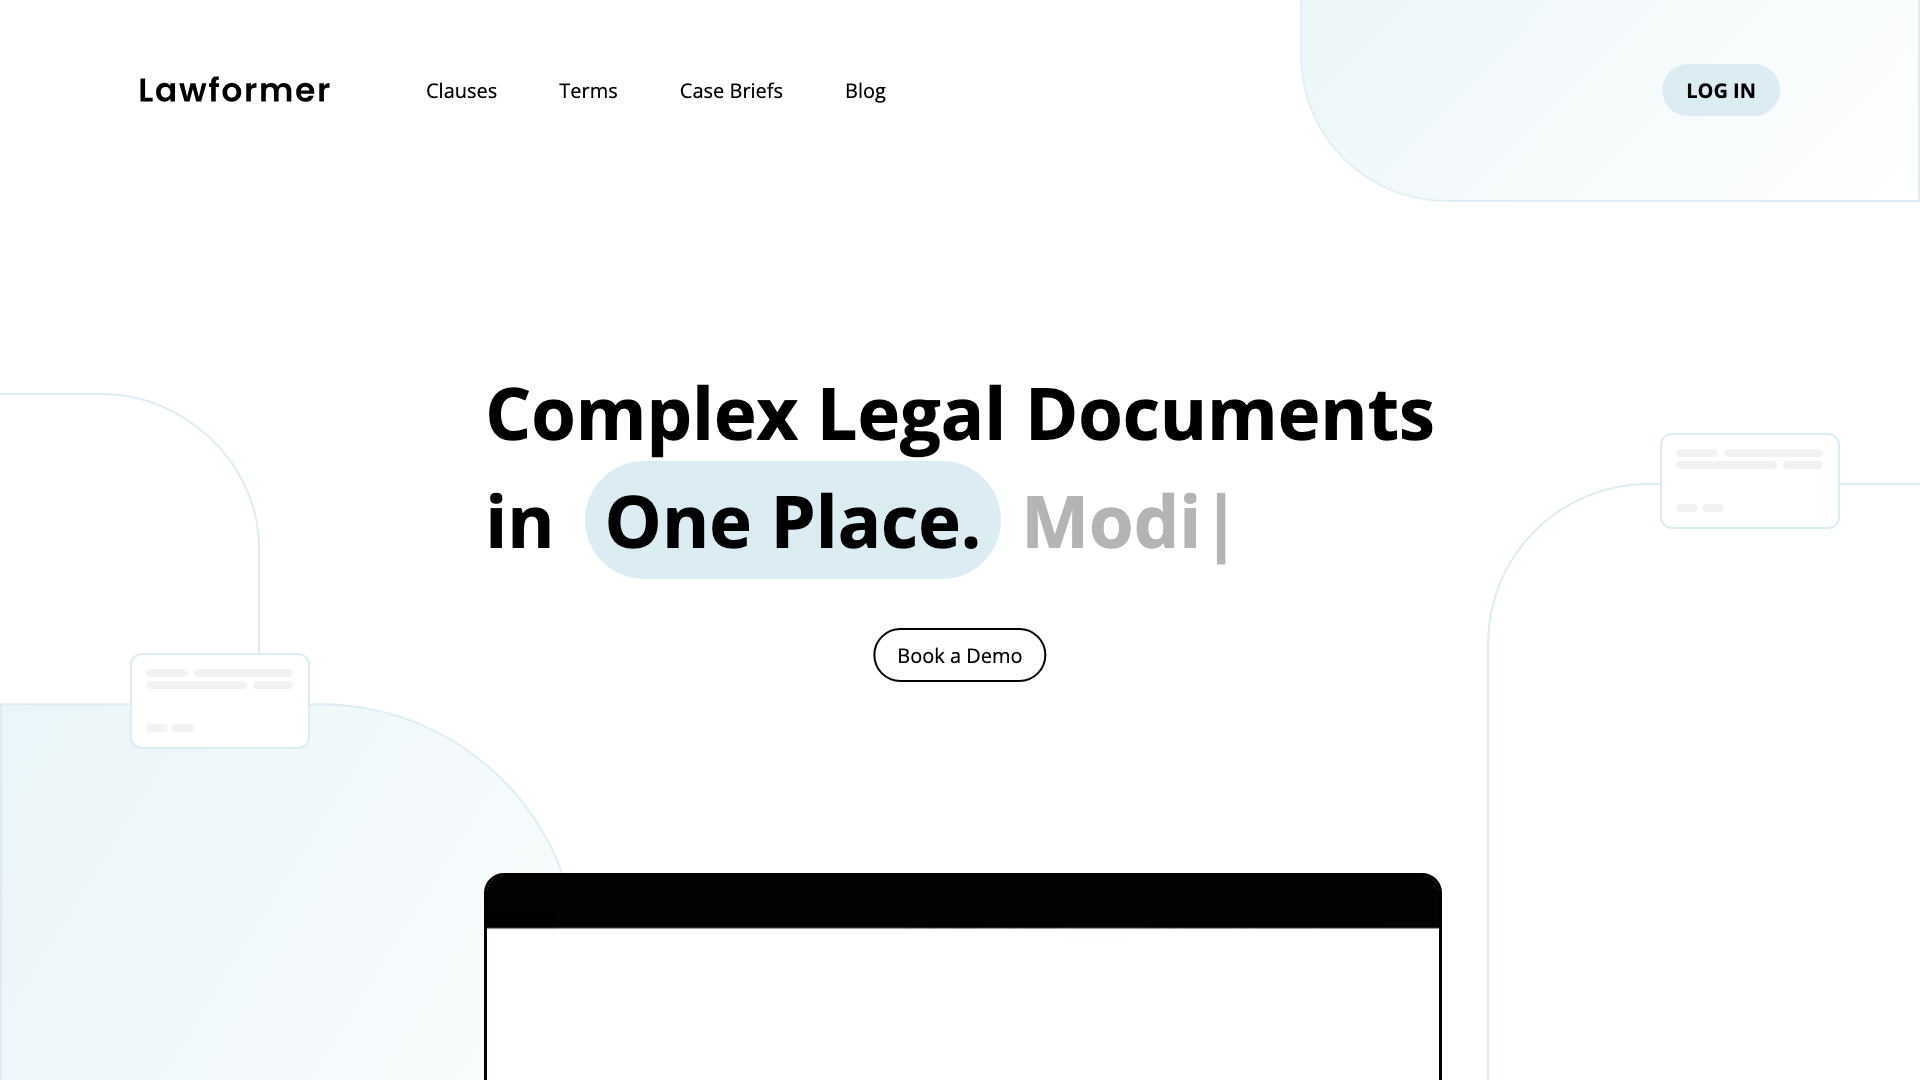 Lawformer
Clauses
Terms
Case Briefs
Blog
LOG IN
Complex Legal Documents
in One Place. Modi|
Book a Demo